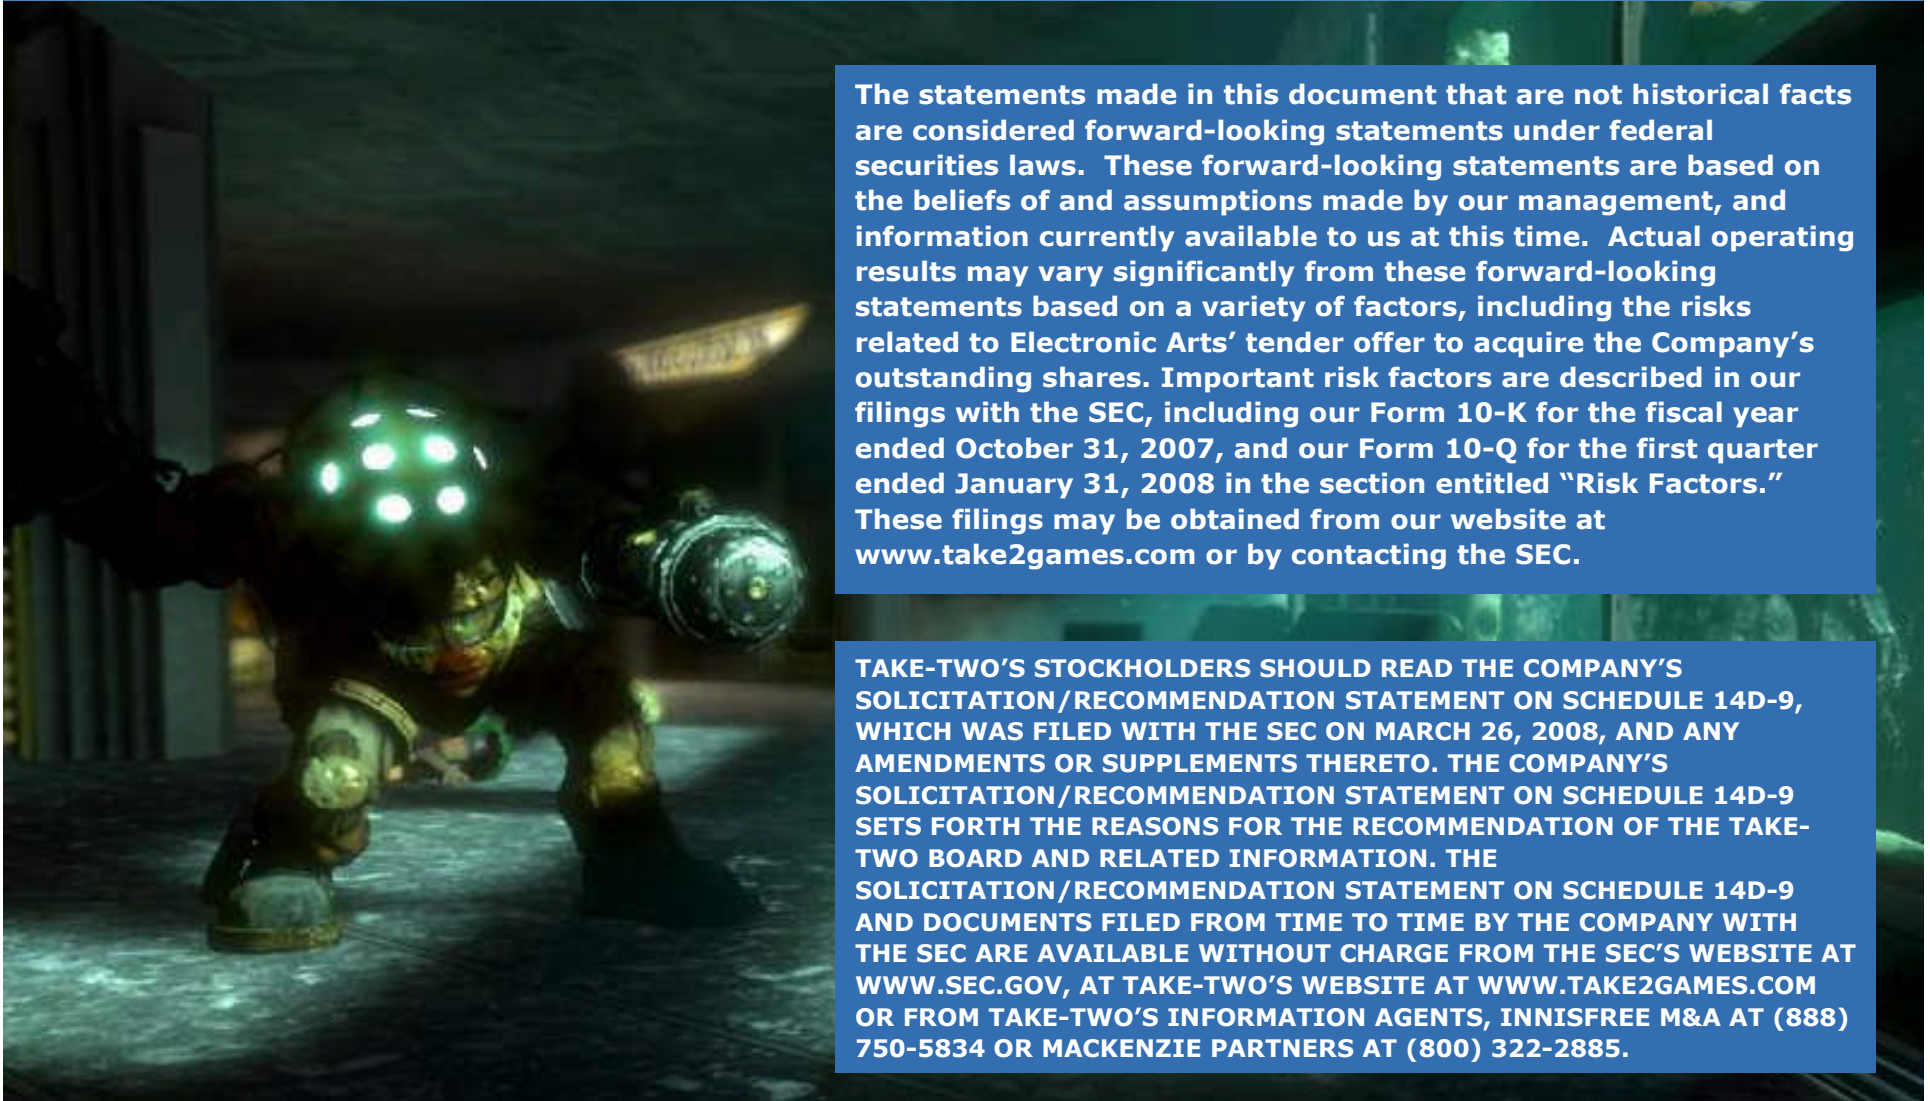 The statements made in this document that are not historical facts
are considered forward-looking statements under federal
securities laws.  These forward-looking statements are based on
the beliefs of and assumptions made by our management, and
information currently available to us at this time.  Actual operating
results may vary significantly from these forward-looking
statements based on a variety of factors, including the risks
related to Electronic Arts’ tender offer to acquire the Company’s
outstanding shares. Important risk factors are described in our
filings with the SEC, including our Form 10-K for the fiscal year
ended October 31, 2007, and our Form 10-Q for the first quarter
ended January 31, 2008 in the section entitled “Risk Factors.”
These filings may be obtained from our website at
www.take2games.com or by contacting the SEC.
TAKE-TWO’S STOCKHOLDERS SHOULD READ THE COMPANY’S
SOLICITATION/RECOMMENDATION STATEMENT ON SCHEDULE 14D-9,
WHICH WAS FILED WITH THE SEC ON MARCH 26, 2008, AND ANY
AMENDMENTS OR SUPPLEMENTS THERETO. THE COMPANY’S
SOLICITATION/RECOMMENDATION STATEMENT ON SCHEDULE 14D-9
SETS FORTH THE REASONS FOR THE RECOMMENDATION OF THE TAKE-
TWO BOARD AND RELATED INFORMATION. THE
SOLICITATION/RECOMMENDATION STATEMENT ON SCHEDULE 14D-9
AND DOCUMENTS FILED FROM TIME TO TIME BY THE COMPANY WITH
THE SEC ARE AVAILABLE WITHOUT CHARGE FROM THE SEC’S WEBSITE AT
WWW.SEC.GOV, AT TAKE-TWO’S WEBSITE AT WWW.TAKE2GAMES.COM
OR FROM TAKE-TWO’S INFORMATION AGENTS, INNISFREE M&A AT (888)
750-5834 OR MACKENZIE PARTNERS AT (800) 322-2885.